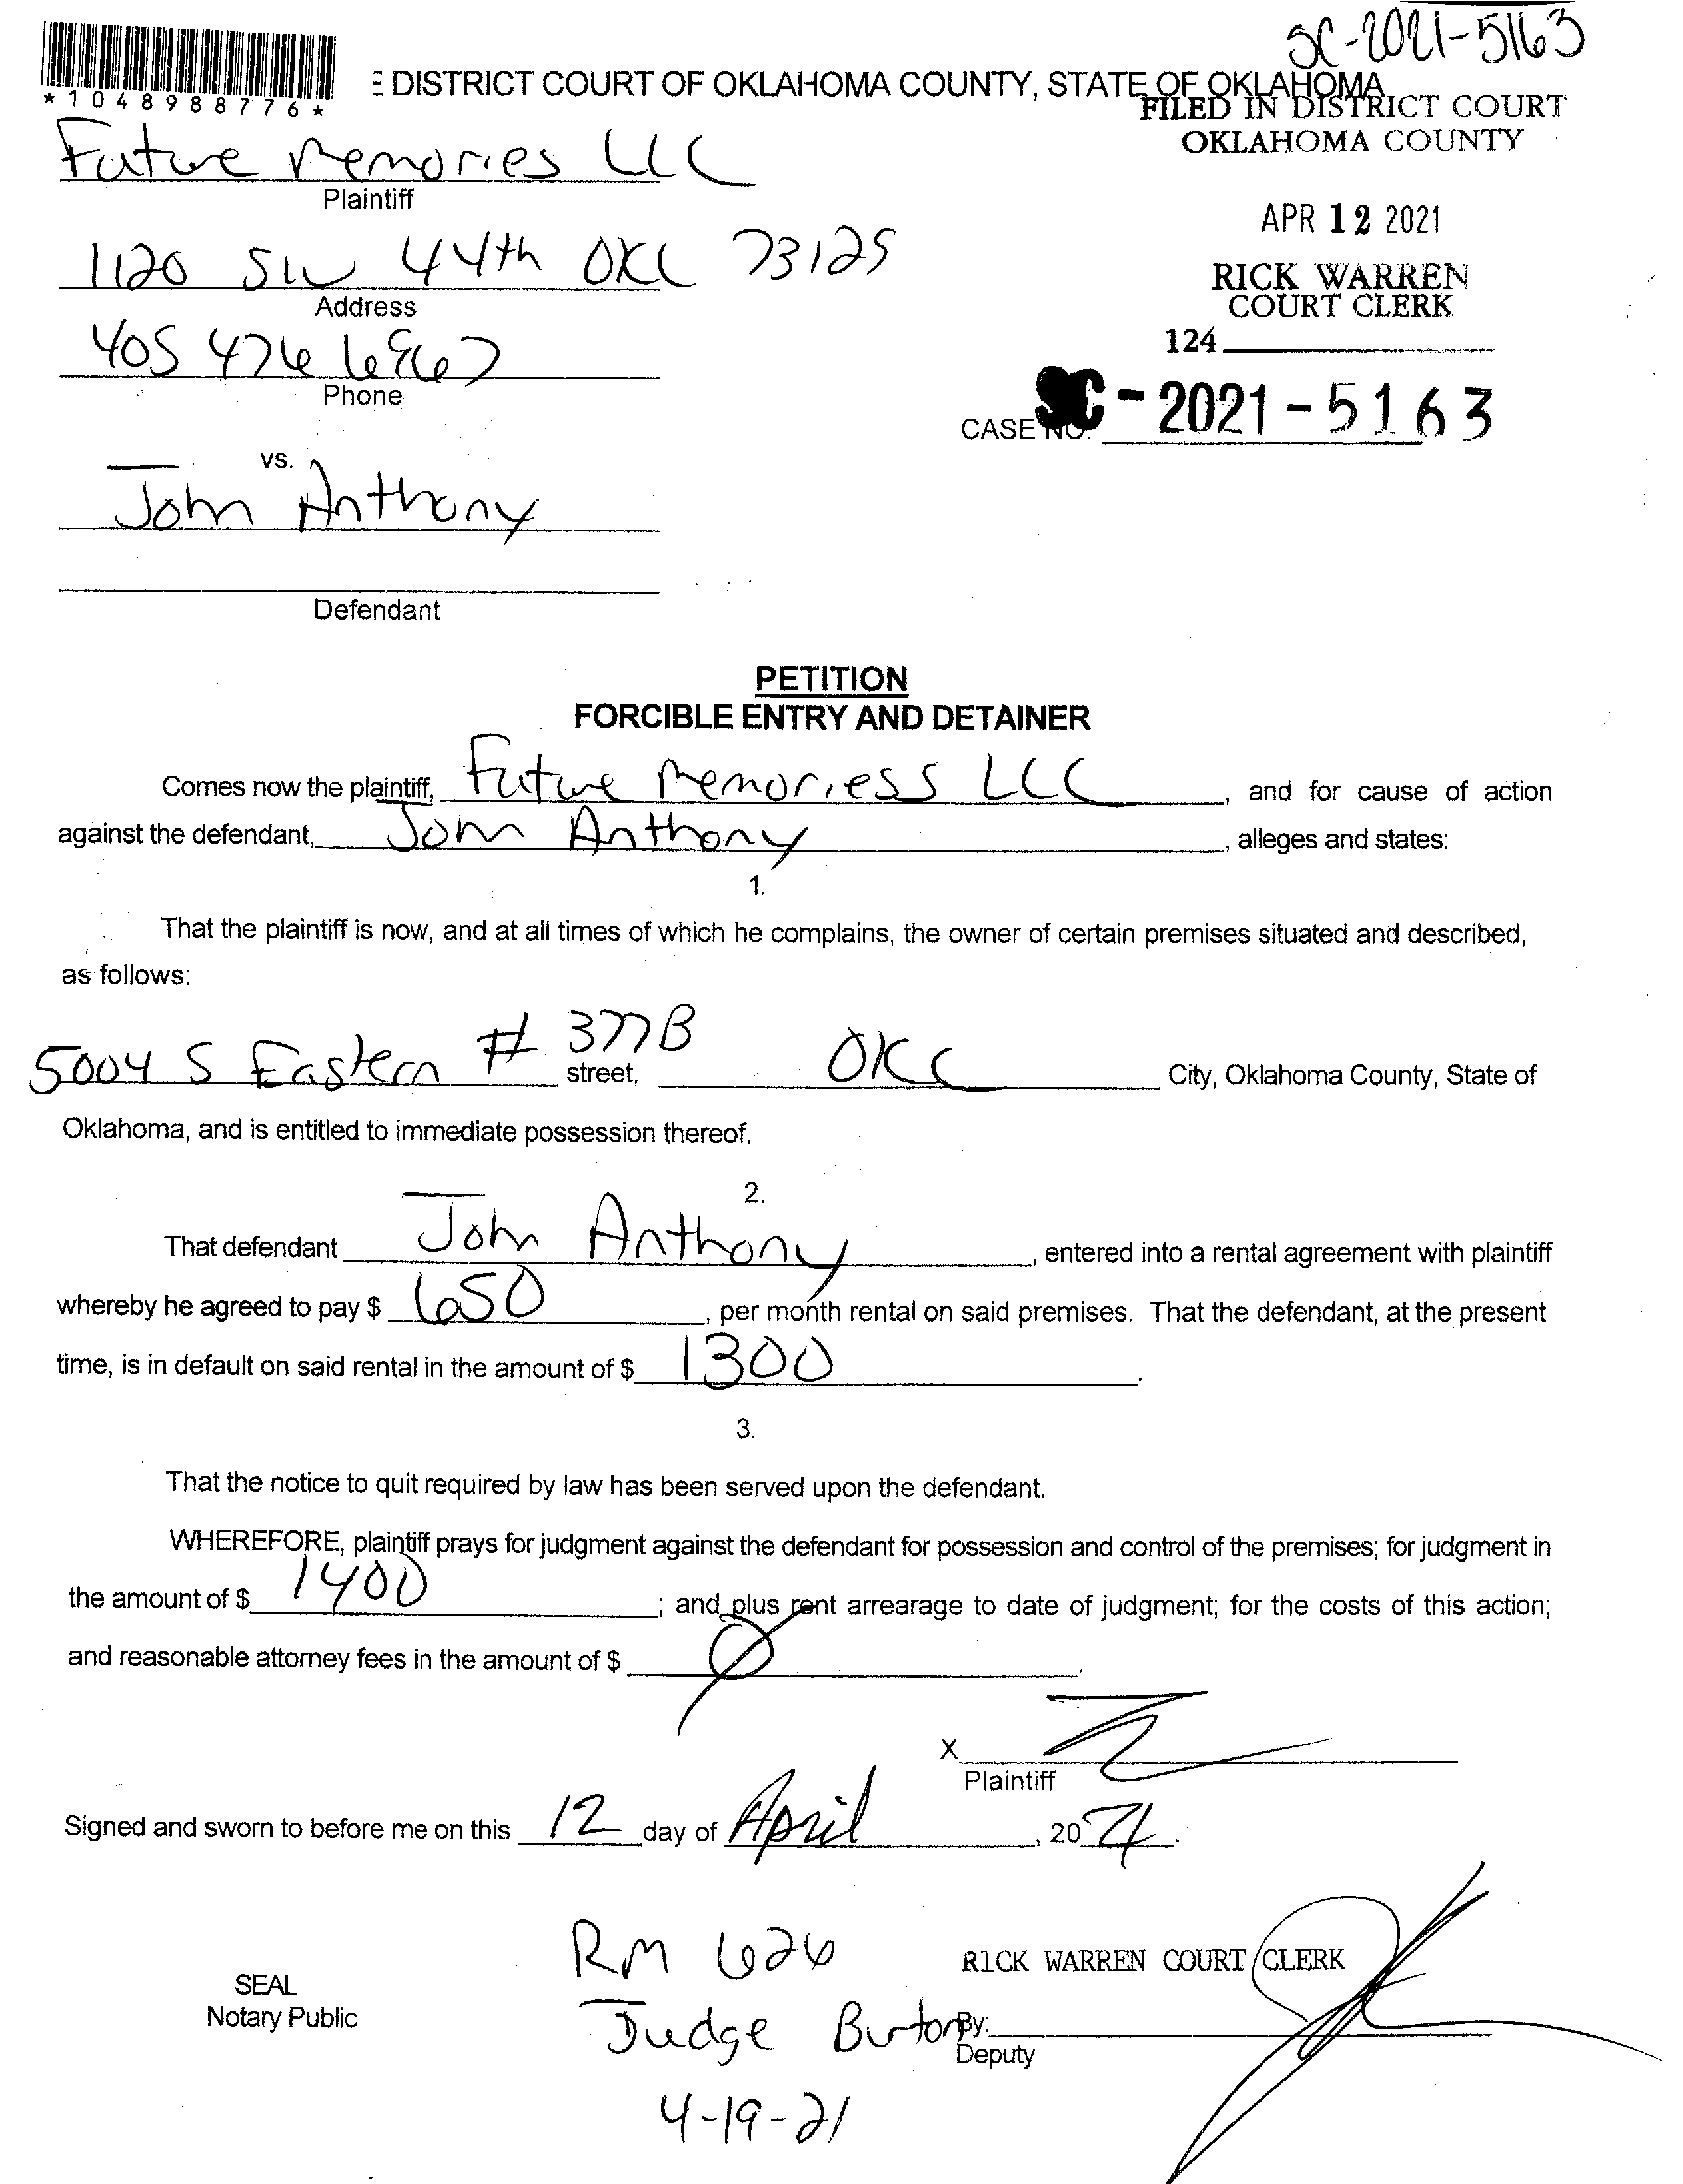 SC-2021-5163
E DISTRICT COURT OF OKLAHOMA COUNTY, STATE OF OKLAHOMA
*1048988776*
FILED IN DISTRICT COURT
OKLAHOMA COUNTY
Future Memories LLC
Plaintiff
APR 12 2021
1120 SW 44th OKC 73125
Address
RICK WARREN
COURT CLERK
405 476 6967
Phone
124
CASE NO. SC-2021-5163
vs.
John Anthony
Defendant
PETITION
FORCIBLE ENTRY AND DETAINER
Comes now the plaintiff, Future Memoriess LLC, and for cause of action
against the defendant, John Anthony, alleges and states:
1.
That the plaintiff is now, and at all times of which he complains, the owner of certain premises situated and described,
as follows:
5004 S Eastern # 377B street, OKC City, Oklahoma County, State of
Oklahoma, and is entitled to immediate possession thereof.
2.
That defendant John Anthony, entered into a rental agreement with plaintiff
whereby he agreed to pay $ 650, per month rental on said premises. That the defendant, at the present
time, is in default on said rental in the amount of $ 1300.
3.
That the notice to quit required by law has been served upon the defendant.
WHEREFORE, plaintiff prays for judgment against the defendant for possession and control of the premises; for judgment in
the amount of $ 1400; and plus rent arrearage to date of judgment; for the costs of this action;
and reasonable attorney fees in the amount of $ Ø.
X
Plaintiff
Signed and sworn to before me on this 12 day of April, 2021.
RM 626
RICK WARREN COURT CLERK
SEAL
Notary Public
Judge Burton
By:
Deputy
4-19-21